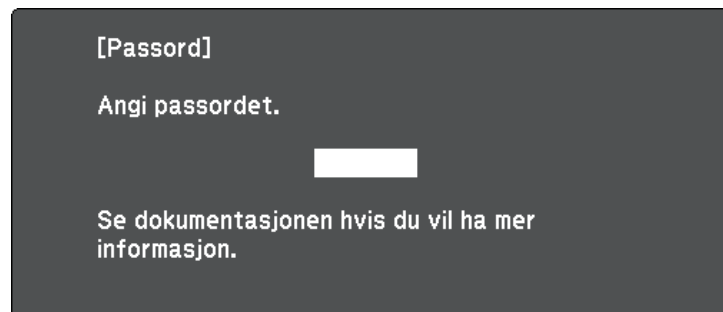 [Passord]
Angi passordet.
Se dokumentasjonen hvis du vil ha mer
informasjon.